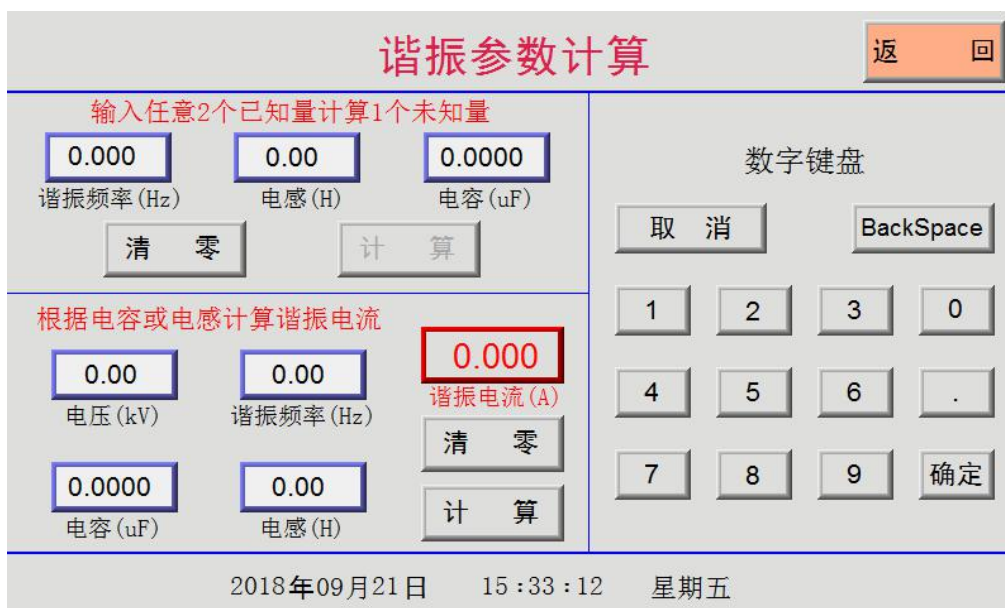 谐振参数计算
返 回
输入任意2个已知量计算1个未知量
0.000 0.00 0.0000
谐振频率(Hz) 电感(H) 电容(uF)
清 零 计 算
根据电容或电感计算谐振电流
0.00 0.00 0.000
电压(kV) 谐振频率(Hz) 谐振电流(A)
清 零
0.0000 0.00
电容(uF) 电感(H)
计 算
数字键盘
取 消 BackSpace
1 2 3 0
4 5 6 .
7 8 9 确定
2018年09月21日 15:33:12 星期五